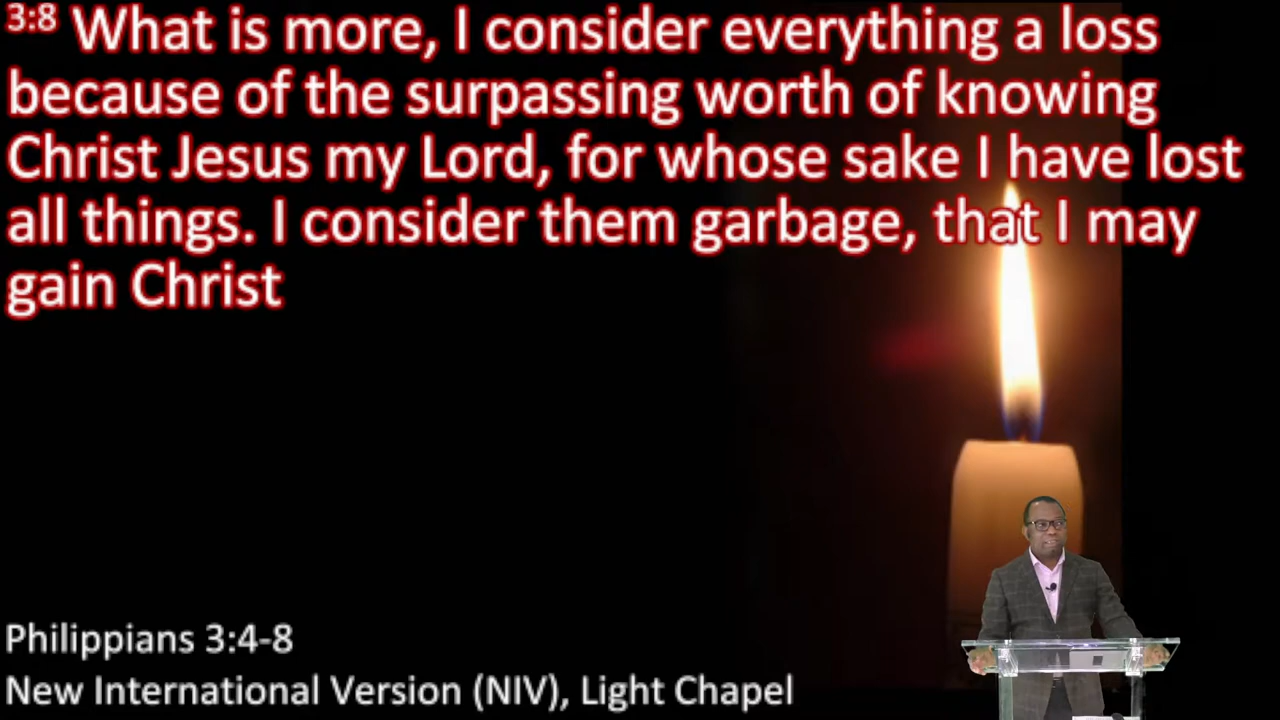 3:8 What is more, I consider everything a loss
because of the surpassing worth of knowing
Christ Jesus my Lord, for whose sake I have lost
all things. I consider them garbage, that I may
gain Christ
Philippians 3:4-8
New International Version (NIV), Light Chapel